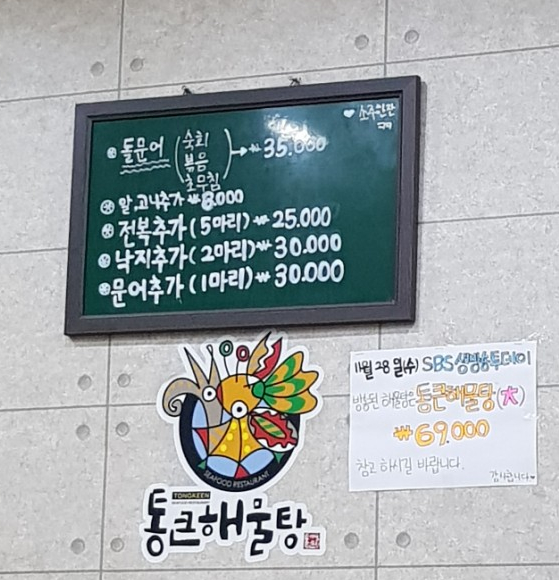 ♥ 소주한잔
돌문어 (숙회 볶음 초무침) → ₩35.000
알,고니추가 ₩8.000
전복추가(5마리) ₩25.000
낙지추가(2마리) ₩30.000
문어추가(1마리) ₩30.000
11월 28일(수) SBS 생방송투데이
방송된 해물탕은 통큰해물탕(大)
₩69.000
참고 하시길 바랍니다.
감사합니다
SEAFOOD RESTAURANT
TONGKEEN
통큰해물탕